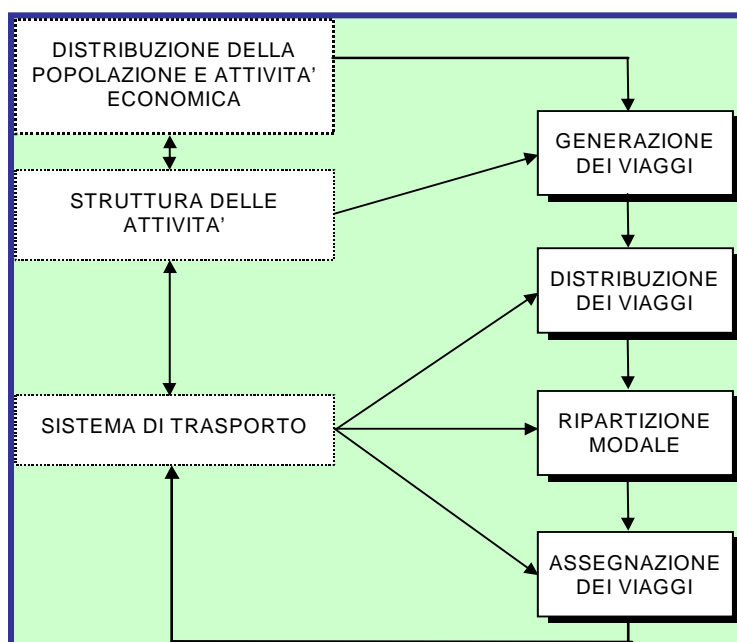 DISTRIBUZIONE DELLA
POPOLAZIONE E ATTIVITA'
ECONOMICA
STRUTTURA DELLE
ATTIVITA'
SISTEMA DI TRASPORTO
GENERAZIONE
DEI VIAGGI
DISTRIBUZIONE
DEI VIAGGI
RIPARTIZIONE
MODALE
ASSEGNAZIONE
DEI VIAGGI